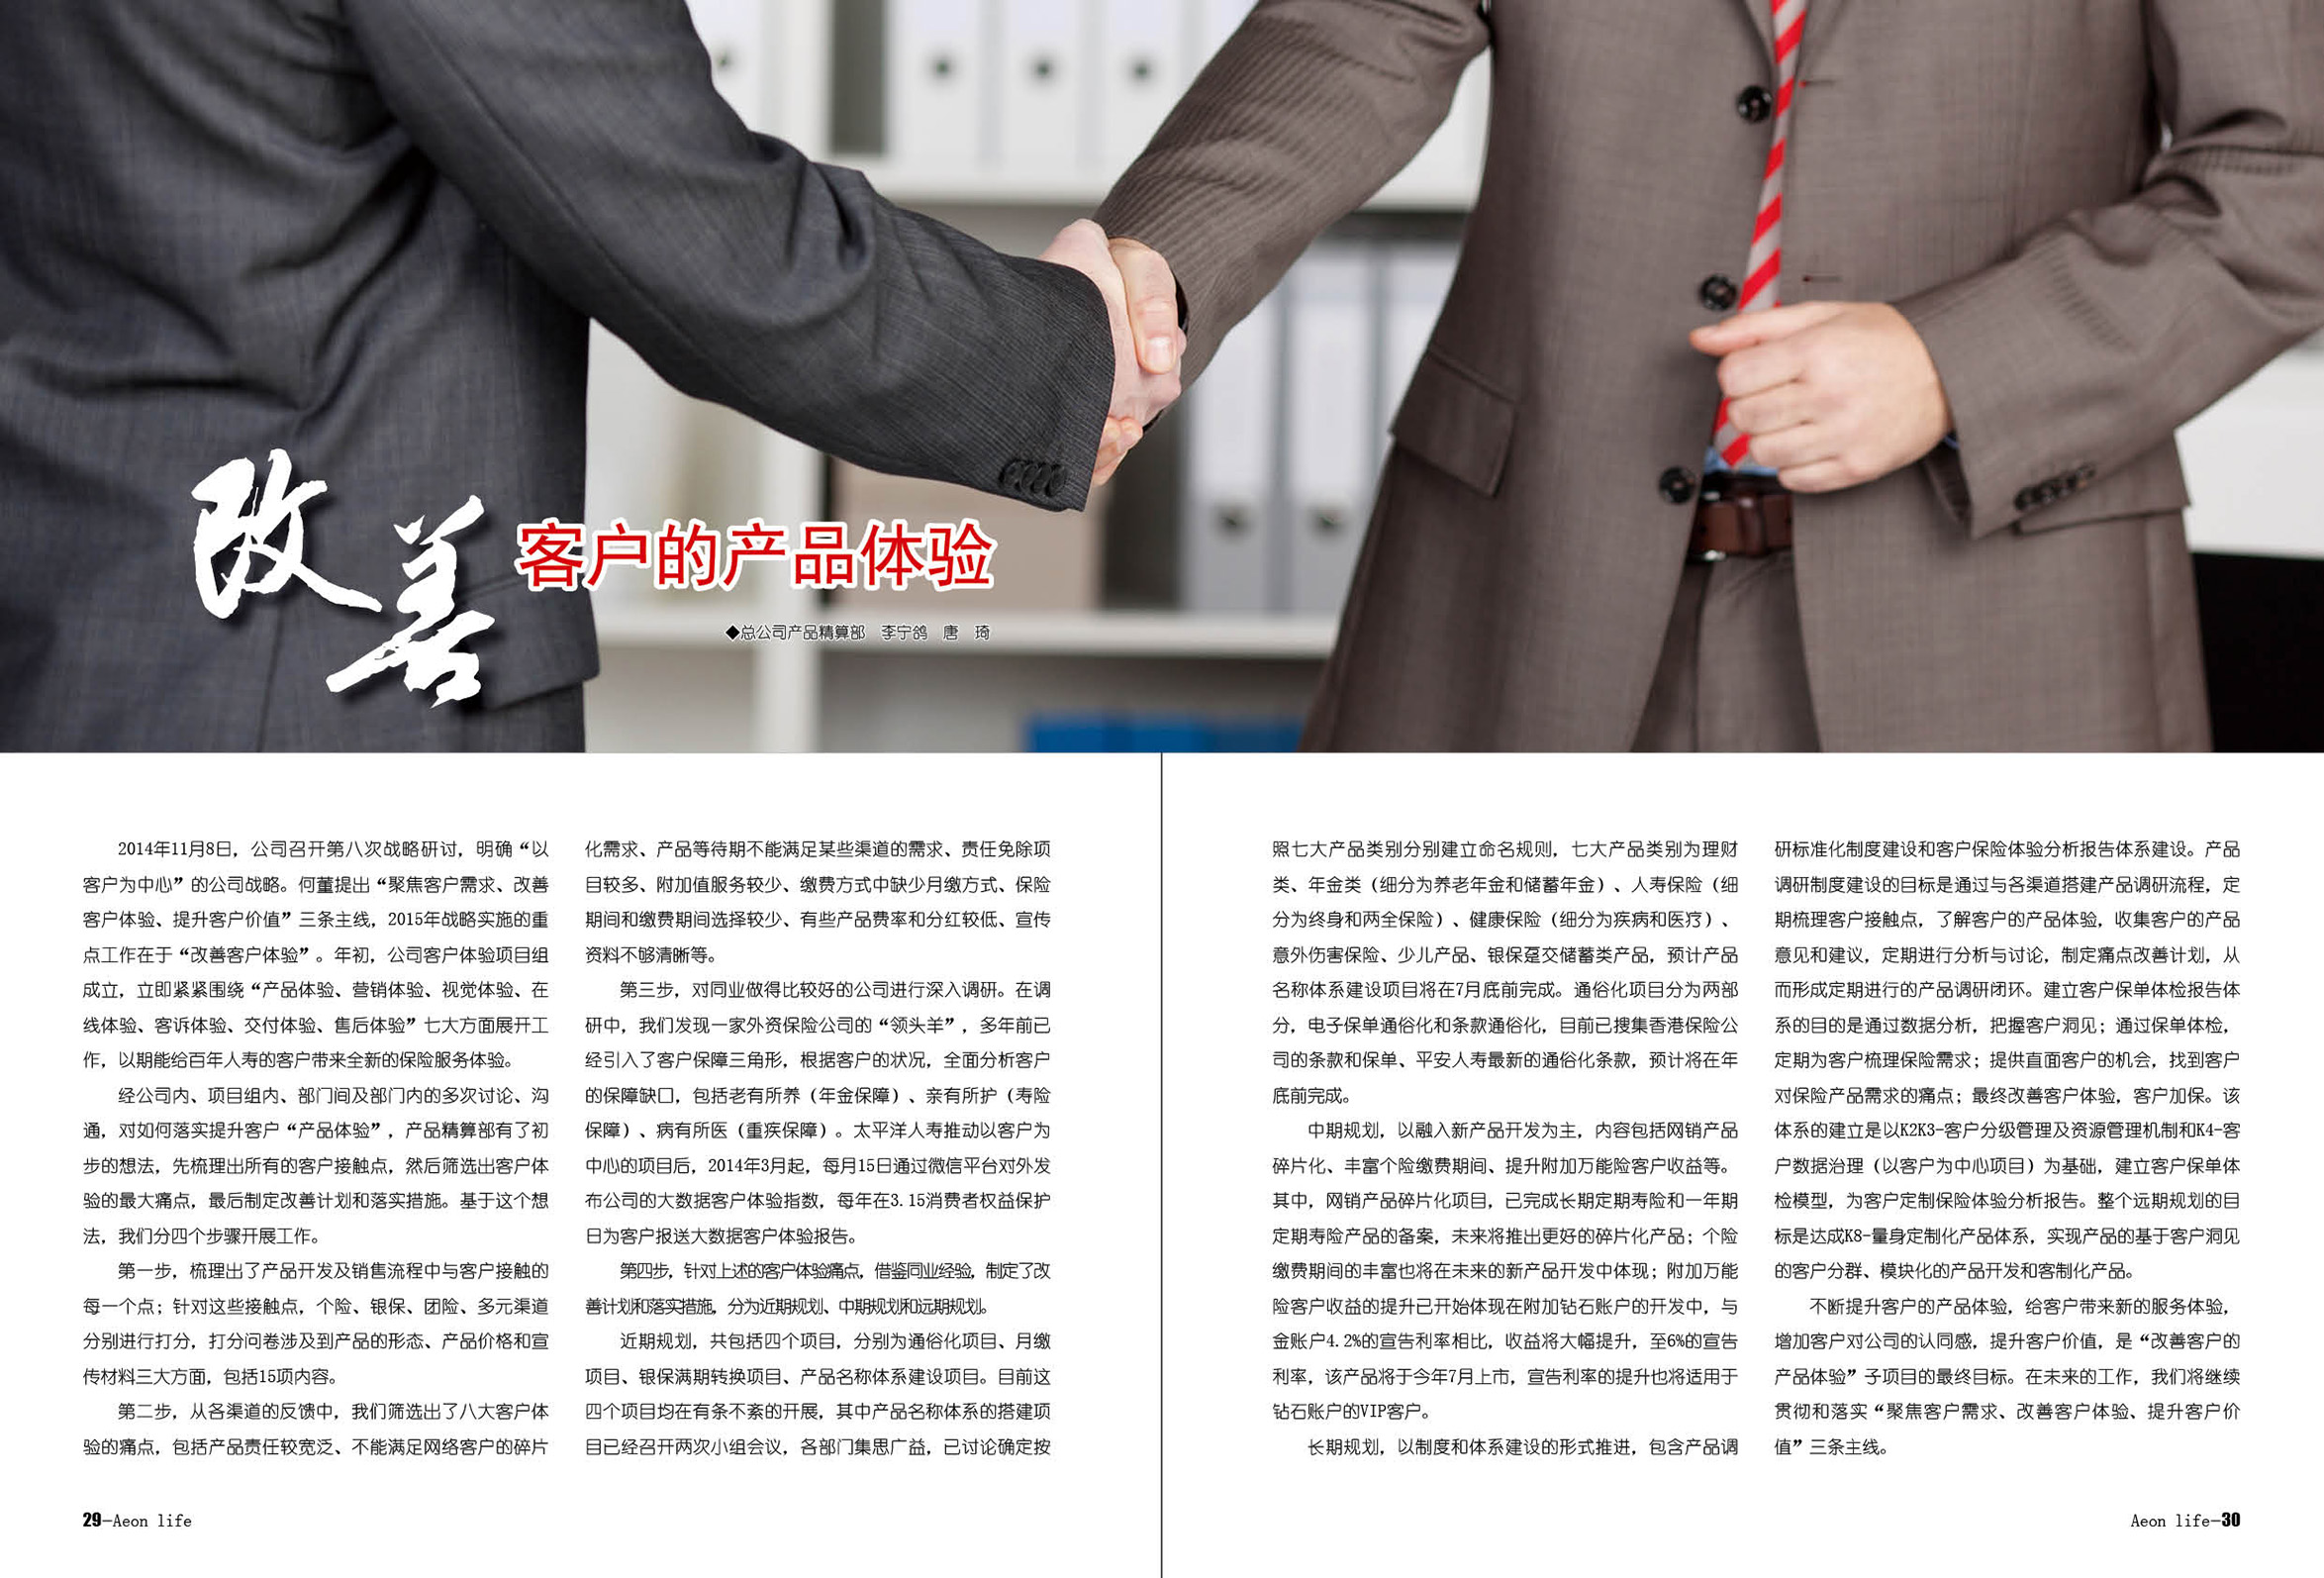 改善
客户的产品体验
◆总公司产品精算部　李宁鸽　唐　琦
2014年11月8日，公司召开第八次战略研讨，明确“以
客户为中心”的公司战略。何董提出“聚焦客户需求、改善
客户体验、提升客户价值”三条主线，2015年战略实施的重
点工作在于“改善客户体验”。年初，公司客户体验项目组
成立，立即紧紧围绕“产品体验、营销体验、视觉体验、在
线体验、客诉体验、交付体验、售后体验”七大方面展开工
作，以期能给百年人寿的客户带来全新的保险服务体验。
经公司内、项目组内、部门间及部门内的多次讨论、沟
通，对如何落实提升客户“产品体验”，产品精算部有了初
步的想法，先梳理出所有的客户接触点，然后筛选出客户体
验的最大痛点，最后制定改善计划和落实措施。基于这个想
法，我们分四个步骤开展工作。
第一步，梳理出了产品开发及销售流程中与客户接触的
每一个点；针对这些接触点，个险、银保、团险、多元渠道
分别进行打分，打分问卷涉及到产品的形态、产品价格和宣
传材料三大方面，包括15项内容。
第二步，从各渠道的反馈中，我们筛选出了八大客户体
验的痛点，包括产品责任较宽泛、不能满足网络客户的碎片
化需求、产品等待期不能满足某些渠道的需求、责任免除项
目较多、附加值服务较少、缴费方式中缺少月缴方式、保险
期间和缴费期间选择较少、有些产品费率和分红较低、宣传
资料不够清晰等。
第三步，对同业做得比较好的公司进行深入调研。在调
研中，我们发现一家外资保险公司的“领头羊”，多年前已
经引入了客户保障三角形，根据客户的状况，全面分析客户
的保障缺口，包括老有所养（年金保障）、亲有所护（寿险
保障）、病有所医（重疾保障）。太平洋人寿推动以客户为
中心的项目后，2014年3月起，每月15日通过微信平台对外发
布公司的大数据客户体验指数，每年在3.15消费者权益保护
日为客户报送大数据客户体验报告。
第四步，针对上述的客户体验痛点，借鉴同业经验，制定了改
善计划和落实措施，分为近期规划、中期规划和远期规划。
近期规划，共包括四个项目，分别为通俗化项目、月缴
项目、银保满期转换项目、产品名称体系建设项目。目前这
四个项目均在有条不紊的开展，其中产品名称体系的搭建项
目已经召开两次小组会议，各部门集思广益，已讨论确定按
照七大产品类别分别建立命名规则，七大产品类别为理财
类、年金类（细分为养老年金和储蓄年金）、人寿保险（细
分为终身和两全保险）、健康保险（细分为疾病和医疗）、
意外伤害保险、少儿产品、银保趸交储蓄类产品，预计产品
名称体系建设项目将在7月底前完成。通俗化项目分为两部
分，电子保单通俗化和条款通俗化，目前已搜集香港保险公
司的条款和保单、平安人寿最新的通俗化条款，预计将在年
底前完成。
中期规划，以融入新产品开发为主，内容包括网销产品
碎片化、丰富个险缴费期间、提升附加万能险客户收益等。
其中，网销产品碎片化项目，已完成长期定期寿险和一年期
定期寿险产品的备案，未来将推出更好的碎片化产品；个险
缴费期间的丰富也将在未来的新产品开发中体现；附加万能
险客户收益的提升已开始体现在附加钻石账户的开发中，与
金账户4.2%的宣告利率相比，收益将大幅提升，至6%的宣告
利率，该产品将于今年7月上市，宣告利率的提升也将适用于
钻石账户的VIP客户。
长期规划，以制度和体系建设的形式推进，包含产品调
研标准化制度建设和客户保险体验分析报告体系建设。产品
调研制度建设的目标是通过与各渠道搭建产品调研流程，定
期梳理客户接触点，了解客户的产品体验，收集客户的产品
意见和建议，定期进行分析与讨论，制定痛点改善计划，从
而形成定期进行的产品调研闭环。建立客户保单体检报告体
系的目的是通过数据分析，把握客户洞见；通过保单体检，
定期为客户梳理保险需求；提供直面客户的机会，找到客户
对保险产品需求的痛点；最终改善客户体验，客户加保。该
体系的建立是以K2K3-客户分级管理及资源管理机制和K4-客
户数据治理（以客户为中心项目）为基础，建立客户保单体
检模型，为客户定制保险体验分析报告。整个远期规划的目
标是达成K8-量身定制化产品体系，实现产品的基于客户洞见
的客户分群、模块化的产品开发和客制化产品。
不断提升客户的产品体验，给客户带来新的服务体验，
增加客户对公司的认同感，提升客户价值，是“改善客户的
产品体验”子项目的最终目标。在未来的工作，我们将继续
贯彻和落实“聚焦客户需求、改善客户体验、提升客户价
值”三条主线。
29—Aeon life
Aeon life—30